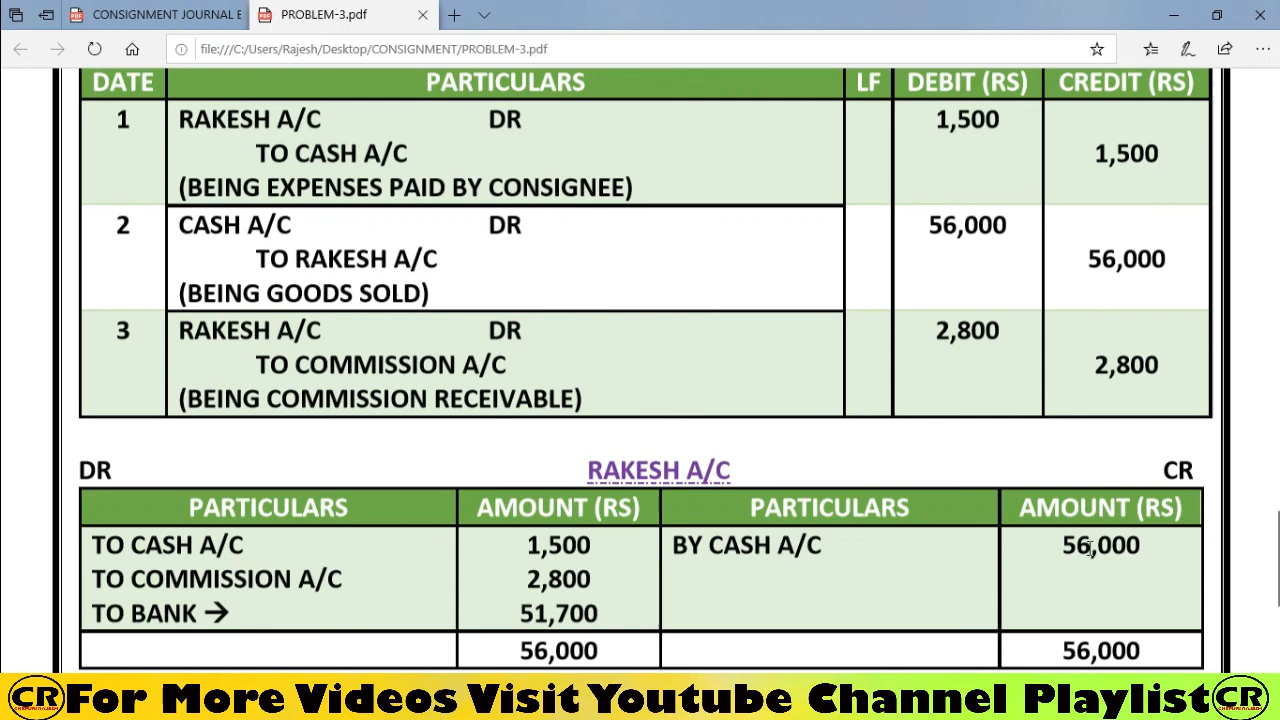 CONSIGNMENT JOURNAL E
PROBLEM-3.pdf
file:///C:/Users/Rajesh/Desktop/CONSIGNMENT/PROBLEM-3.pdf
DATE PARTICULARS LF DEBIT (RS) CREDIT (RS)
1 RAKESH A/C DR 1,500
TO CASH A/C 1,500
(BEING EXPENSES PAID BY CONSIGNEE)
2 CASH A/C DR 56,000
TO RAKESH A/C 56,000
(BEING GOODS SOLD)
3 RAKESH A/C DR 2,800
TO COMMISSION A/C 2,800
(BEING COMMISSION RECEIVABLE)
DR RAKESH A/C CR
PARTICULARS AMOUNT (RS) PARTICULARS AMOUNT (RS)
TO CASH A/C 1,500 BY CASH A/C 56,000
TO COMMISSION A/C 2,800
TO BANK → 51,700
56,000 56,000
CR For More Videos Visit Youtube Channel Playlist CR